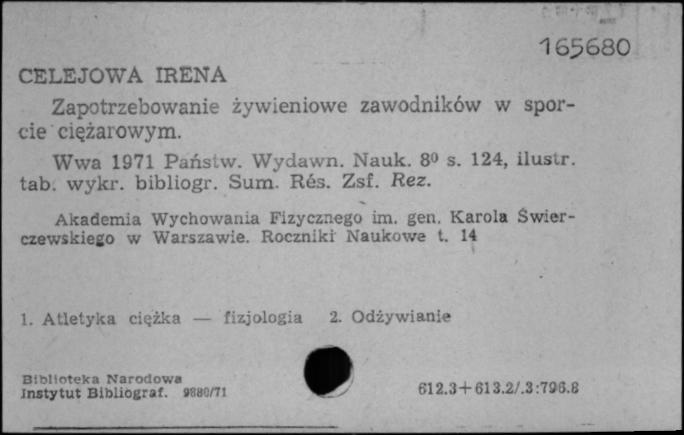 165680
CELEJOWA IRENA
Zapotrzebowanie żywieniowe zawodników w spor-
cie ciężarowym.
Wwa 1971 Państw. Wydawn. Nauk. 8⁰ s. 124, ilustr.
tab. wykr. bibliogr. Sum. Rés. Zsf. Rez.
Akademia Wychowania Fizycznego im. gen. Karola Świer-
czewskiego w Warszawie. Roczniki Naukowe t. 14
1. Atletyka ciężka — fizjologia 2. Odżywianie
Biblioteka Narodowa
Instytut Bibliograf. 9880/71
612.3+613.2/.3:796.8